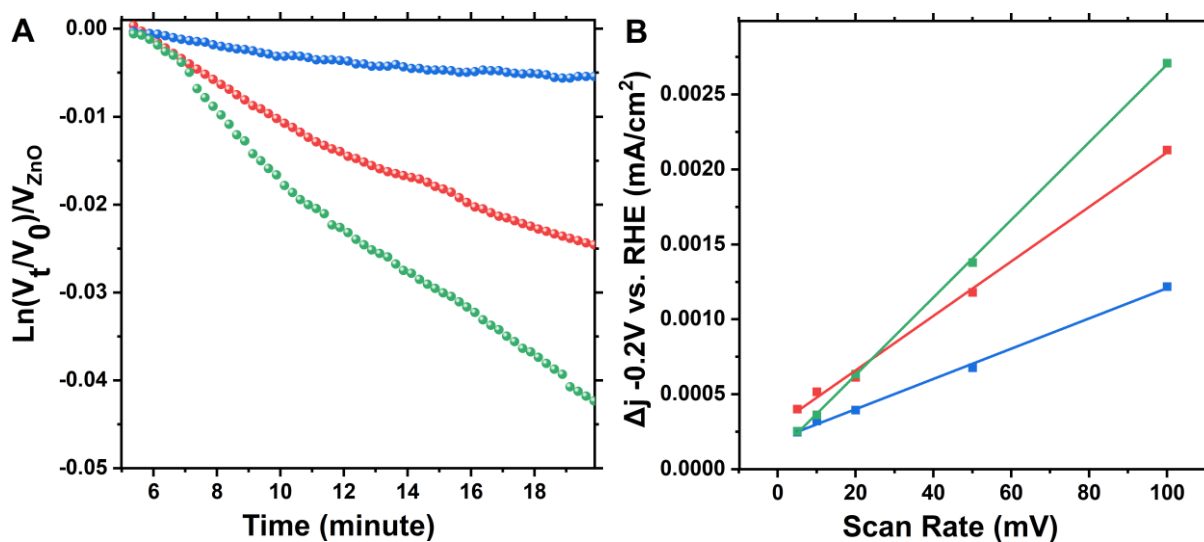 A
Ln(Vt/V0)/VZnO
0.00
-0.01
-0.02
-0.03
-0.04
-0.05
6 8 10 12 14 16 18
Time (minute)
B
Δj -0.2V vs. RHE (mA/cm²)
0.0025
0.0020
0.0015
0.0010
0.0005
0.0000
0 20 40 60 80 100
Scan Rate (mV)